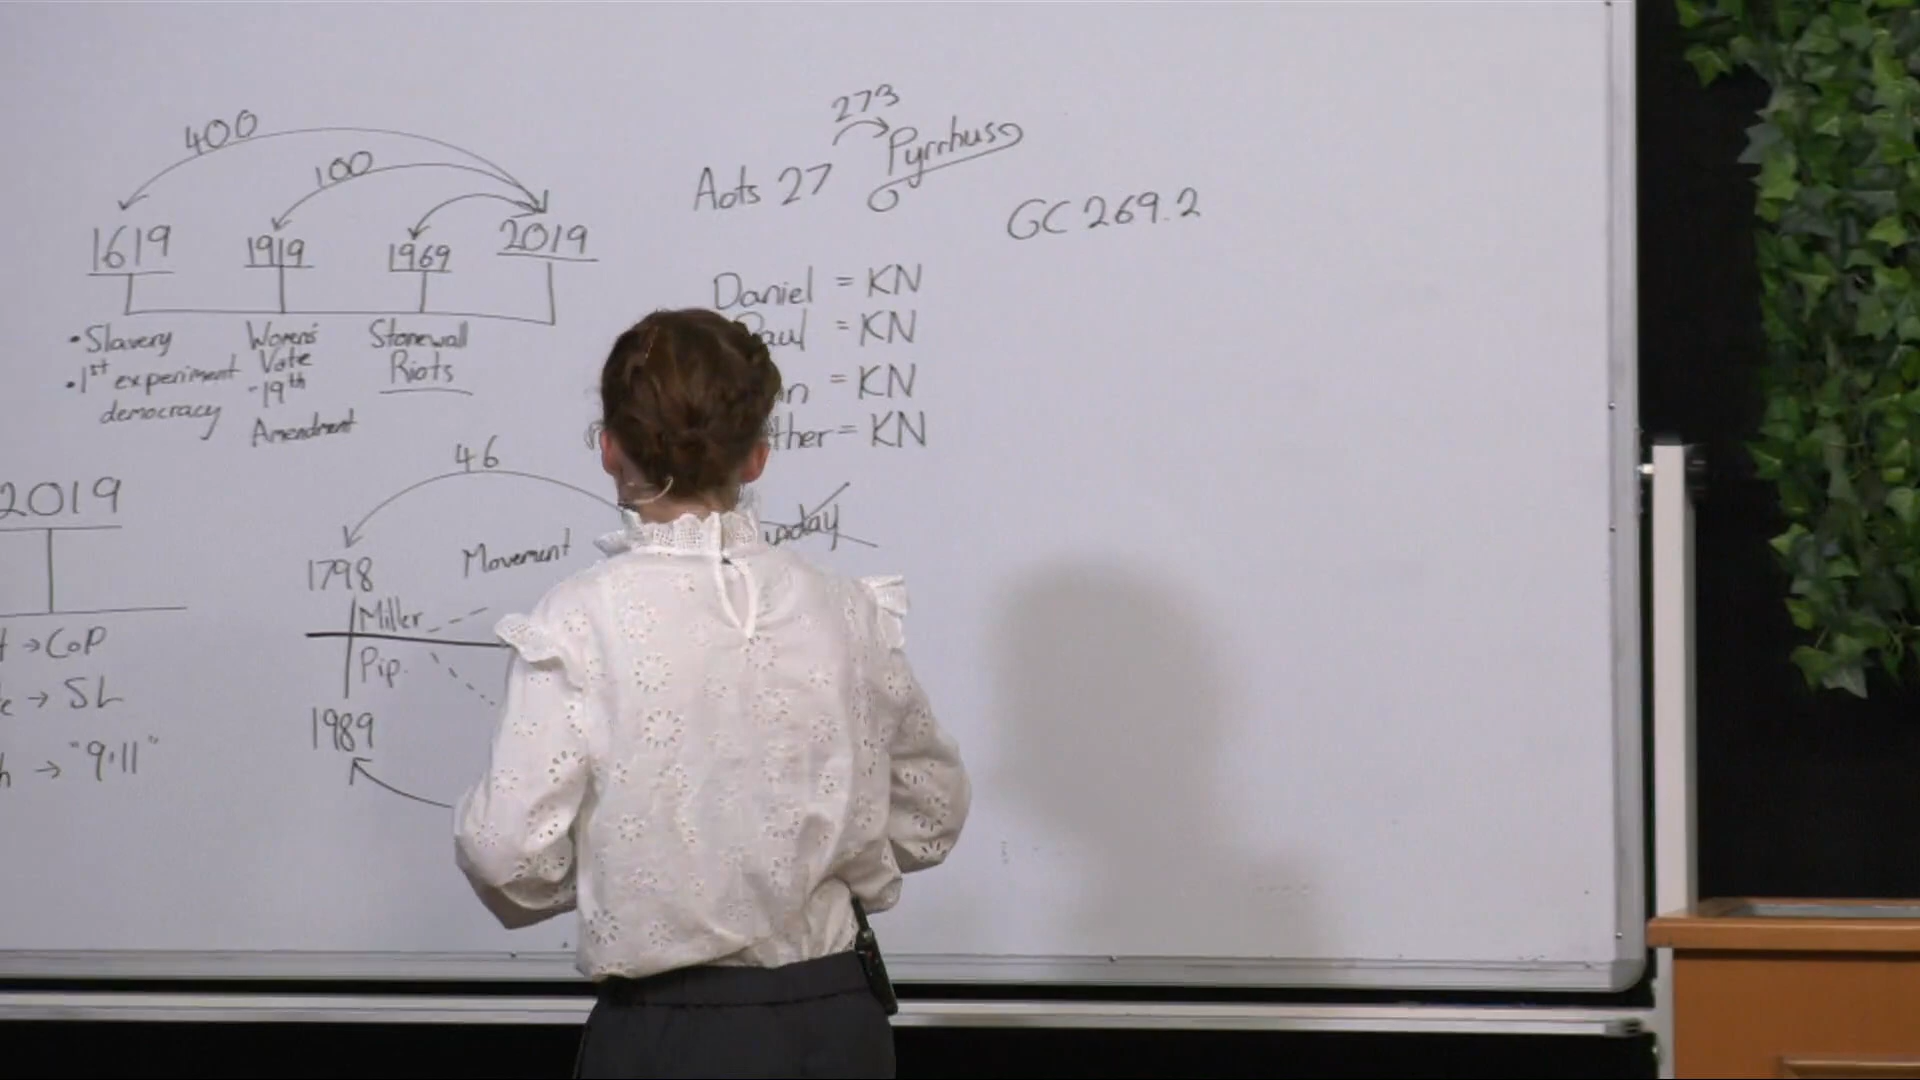 400
100
1619
1919
1969
2019
• Slavery
• 1st experiment
democracy
Womens'
Vote
- 19th
Amendment
Stonewall
Riots
2019
→ CoP
→ SL
→ "9.11"
46
1798
Movement
Miller
Pip.
1989
273
Acts 27
Pyrrhus
GC 269.2
Daniel = KN
= KN
= KN
= KN